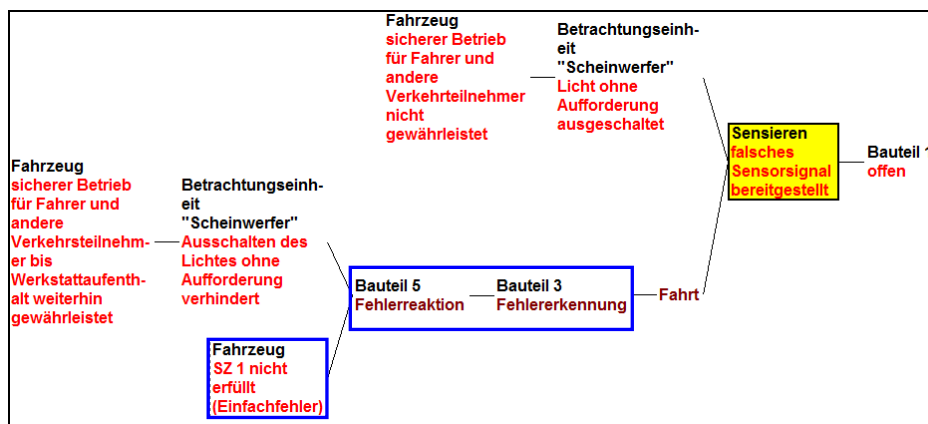 Fahrzeug
sicherer Betrieb
für Fahrer und
andere
Verkehrteilnehmer
nicht
gewährleistet
Betrachtungseinh-
eit
"Scheinwerfer"
Licht ohne
Aufforderung
ausgeschaltet
Sensieren
falsches
Sensorsignal
bereitgestellt
Bauteil 1
offen
Fahrzeug
sicherer Betrieb
für Fahrer und
andere
Verkehrsteilnehm-
er bis
Werkstattaufenth-
alt weiterhin
gewährleistet
Betrachtungseinh-
eit
"Scheinwerfer"
Ausschalten des
Lichtes ohne
Aufforderung
verhindert
Bauteil 5
Fehlerreaktion
Bauteil 3
Fehlererkennung
Fahrt
Fahrzeug
SZ 1 nicht
erfüllt
(Einfachfehler)